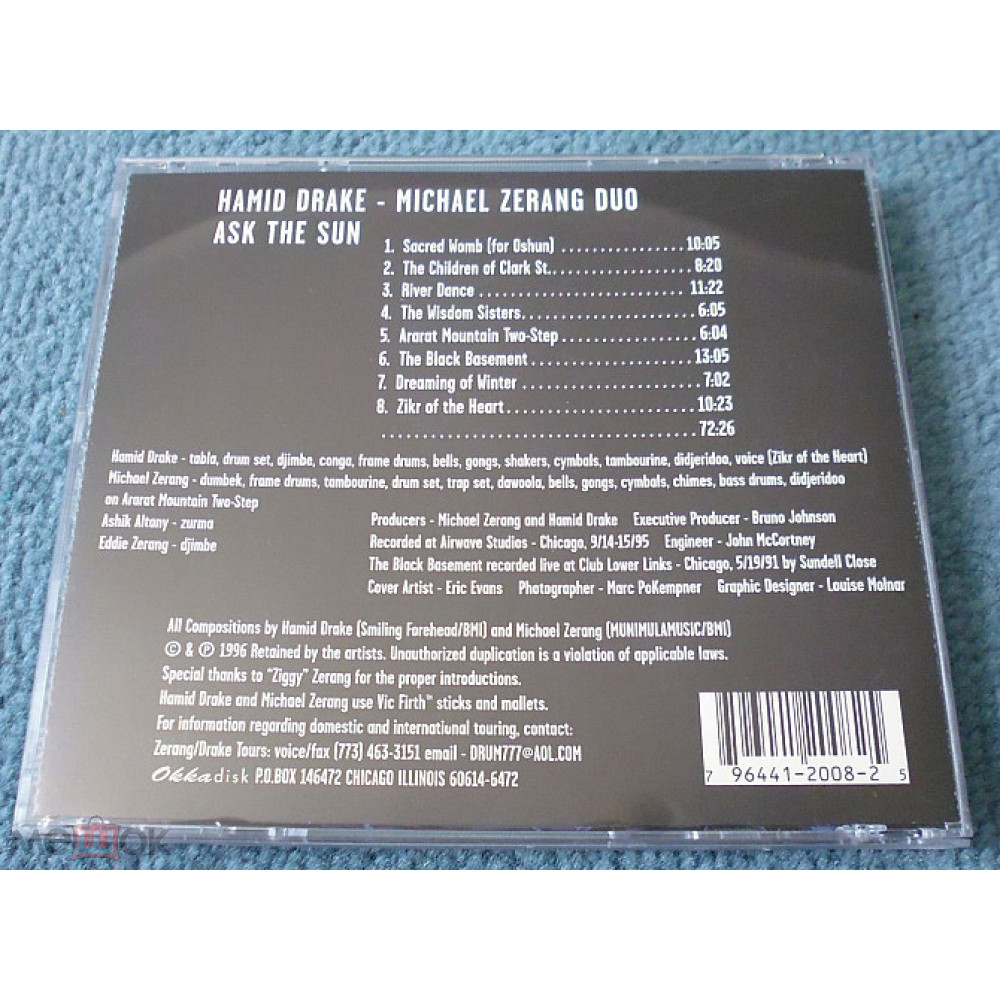 HAMID DRAKE - MICHAEL ZERANG DUO
ASK THE SUN
1. Sacred Womb (for Oshun) .................. 10:05
2. The Children of Clark St.................... 8:20
3. River Dance .............................. 11:22
4. The Wisdom Sisters......................... 6:05
5. Ararat Mountain Two-Step .................. 6:04
6. The Black Basement ........................ 13:05
7. Dreaming of Winter ........................ 7:02
8. Zikr of the Heart ......................... 10:23
............................................. 72:26
Hamid Drake - tabla, drum set, djimbe, conga, frame drums, bells, gongs, shakers, cymbals, tambourine, didjeridoo, voice (Zikr of the Heart)
Michael Zerang - dumbek, frame drums, tambourine, drum set, trap set, dawoola, bells, gongs, cymbals, chimes, bass drums, didjeridoo
on Ararat Mountain Two-Step
Ashik Altany - zurma
Eddie Zerang - djimbe
Producers - Michael Zerang and Hamid Drake Executive Producer - Bruno Johnson
Recorded at Airwave Studios - Chicago, 9/14-15/95 Engineer - John McCortney
The Black Basement recorded live at Club Lower Links - Chicago, 5/19/91 by Sundell Close
Cover Artist - Eric Evans Photographer - Marc PoKempner Graphic Designer - Louise Molnar
All Compositions by Hamid Drake (Smiling Forehead/BMI) and Michael Zerang (MUNIMULAMUSIC/BMI)
© & ℗ 1996 Retained by the artists. Unauthorized duplication is a violation of applicable laws.
Special thanks to "Ziggy" Zerang for the proper introductions.
Hamid Drake and Michael Zerang use Vic Firth™ sticks and mallets.
For information regarding domestic and international touring, contact:
Zerang/Drake Tours: voice/fax (773) 463-3151 email - DRUM777@AOL.COM
Okkadisk P.O.BOX 146472 CHICAGO ILLINOIS 60614-6472
7 96441-2008-2 5
МЕШОК